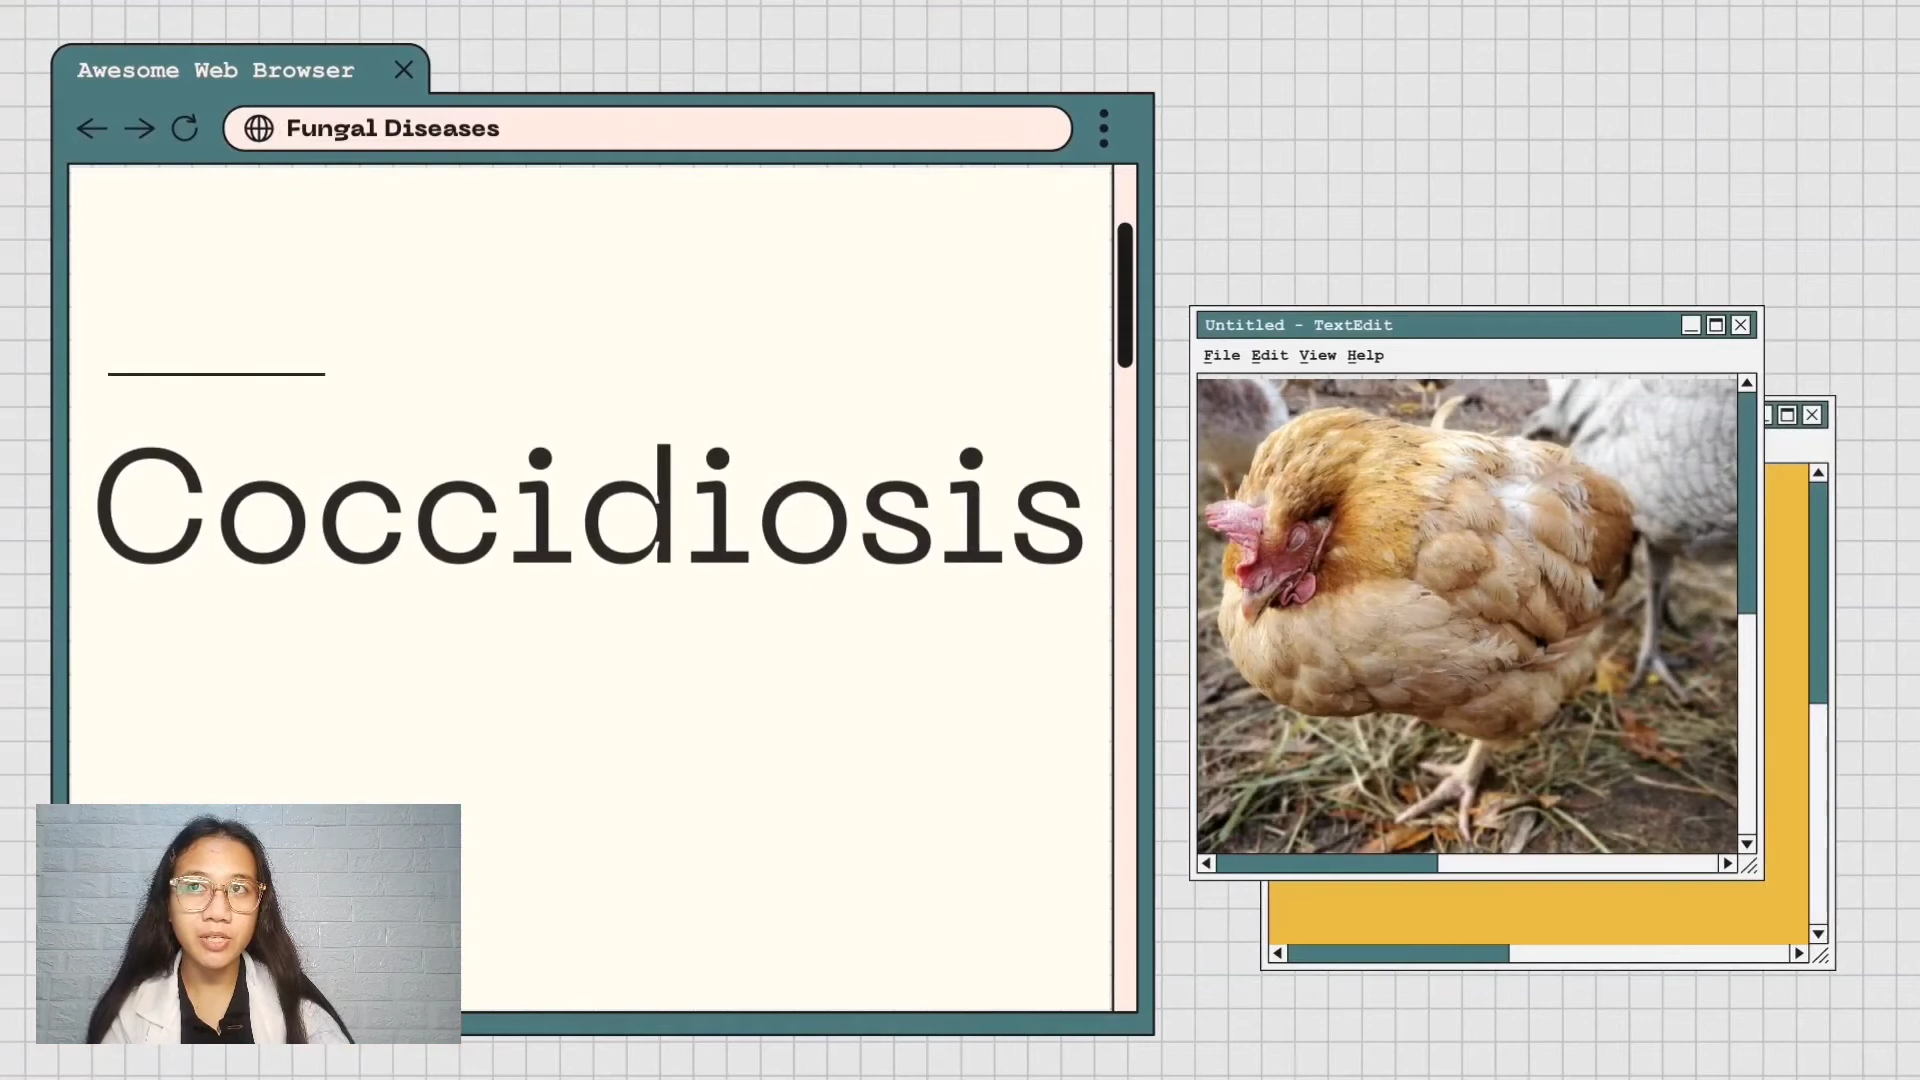 Awesome Web Browser
Fungal Diseases
Coccidiosis
Untitled - TextEdit
File Edit View Help